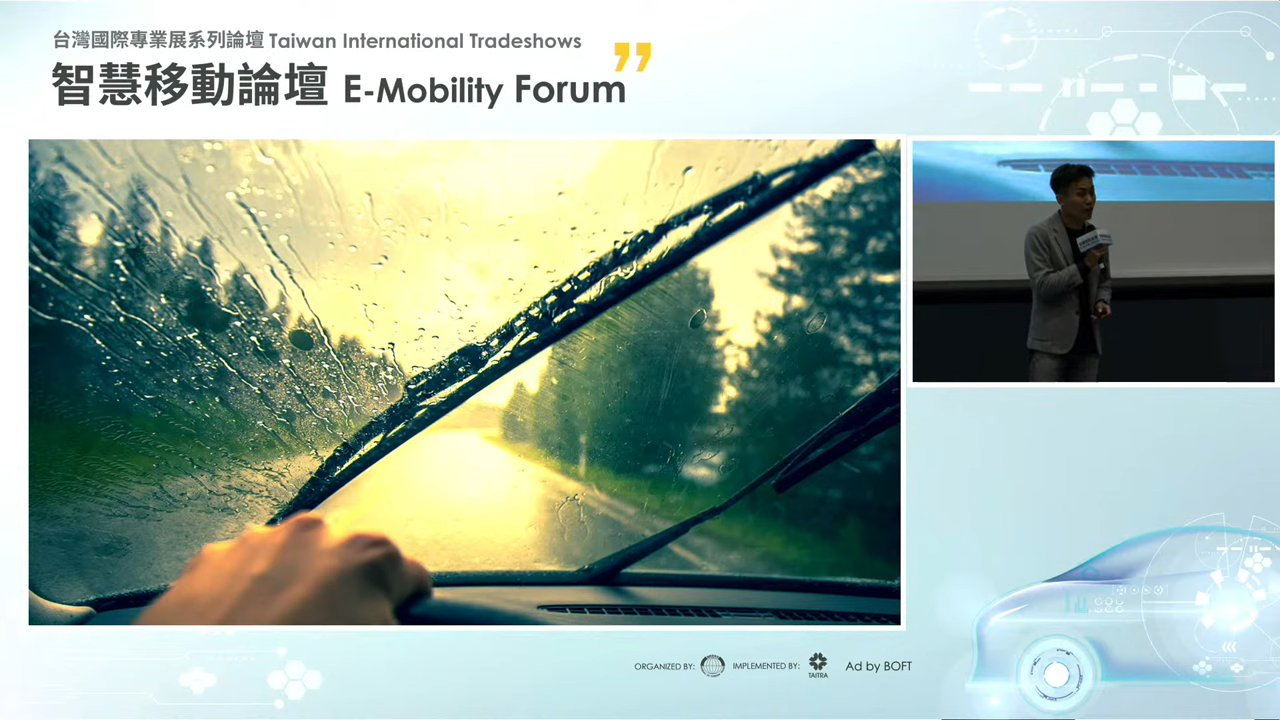 台灣國際專業展系列論壇 Taiwan International Tradeshows
智慧移動論壇 E-Mobility Forum ”
ORGANIZED BY: IMPLEMENTED BY: TAITRA Ad by BOFT